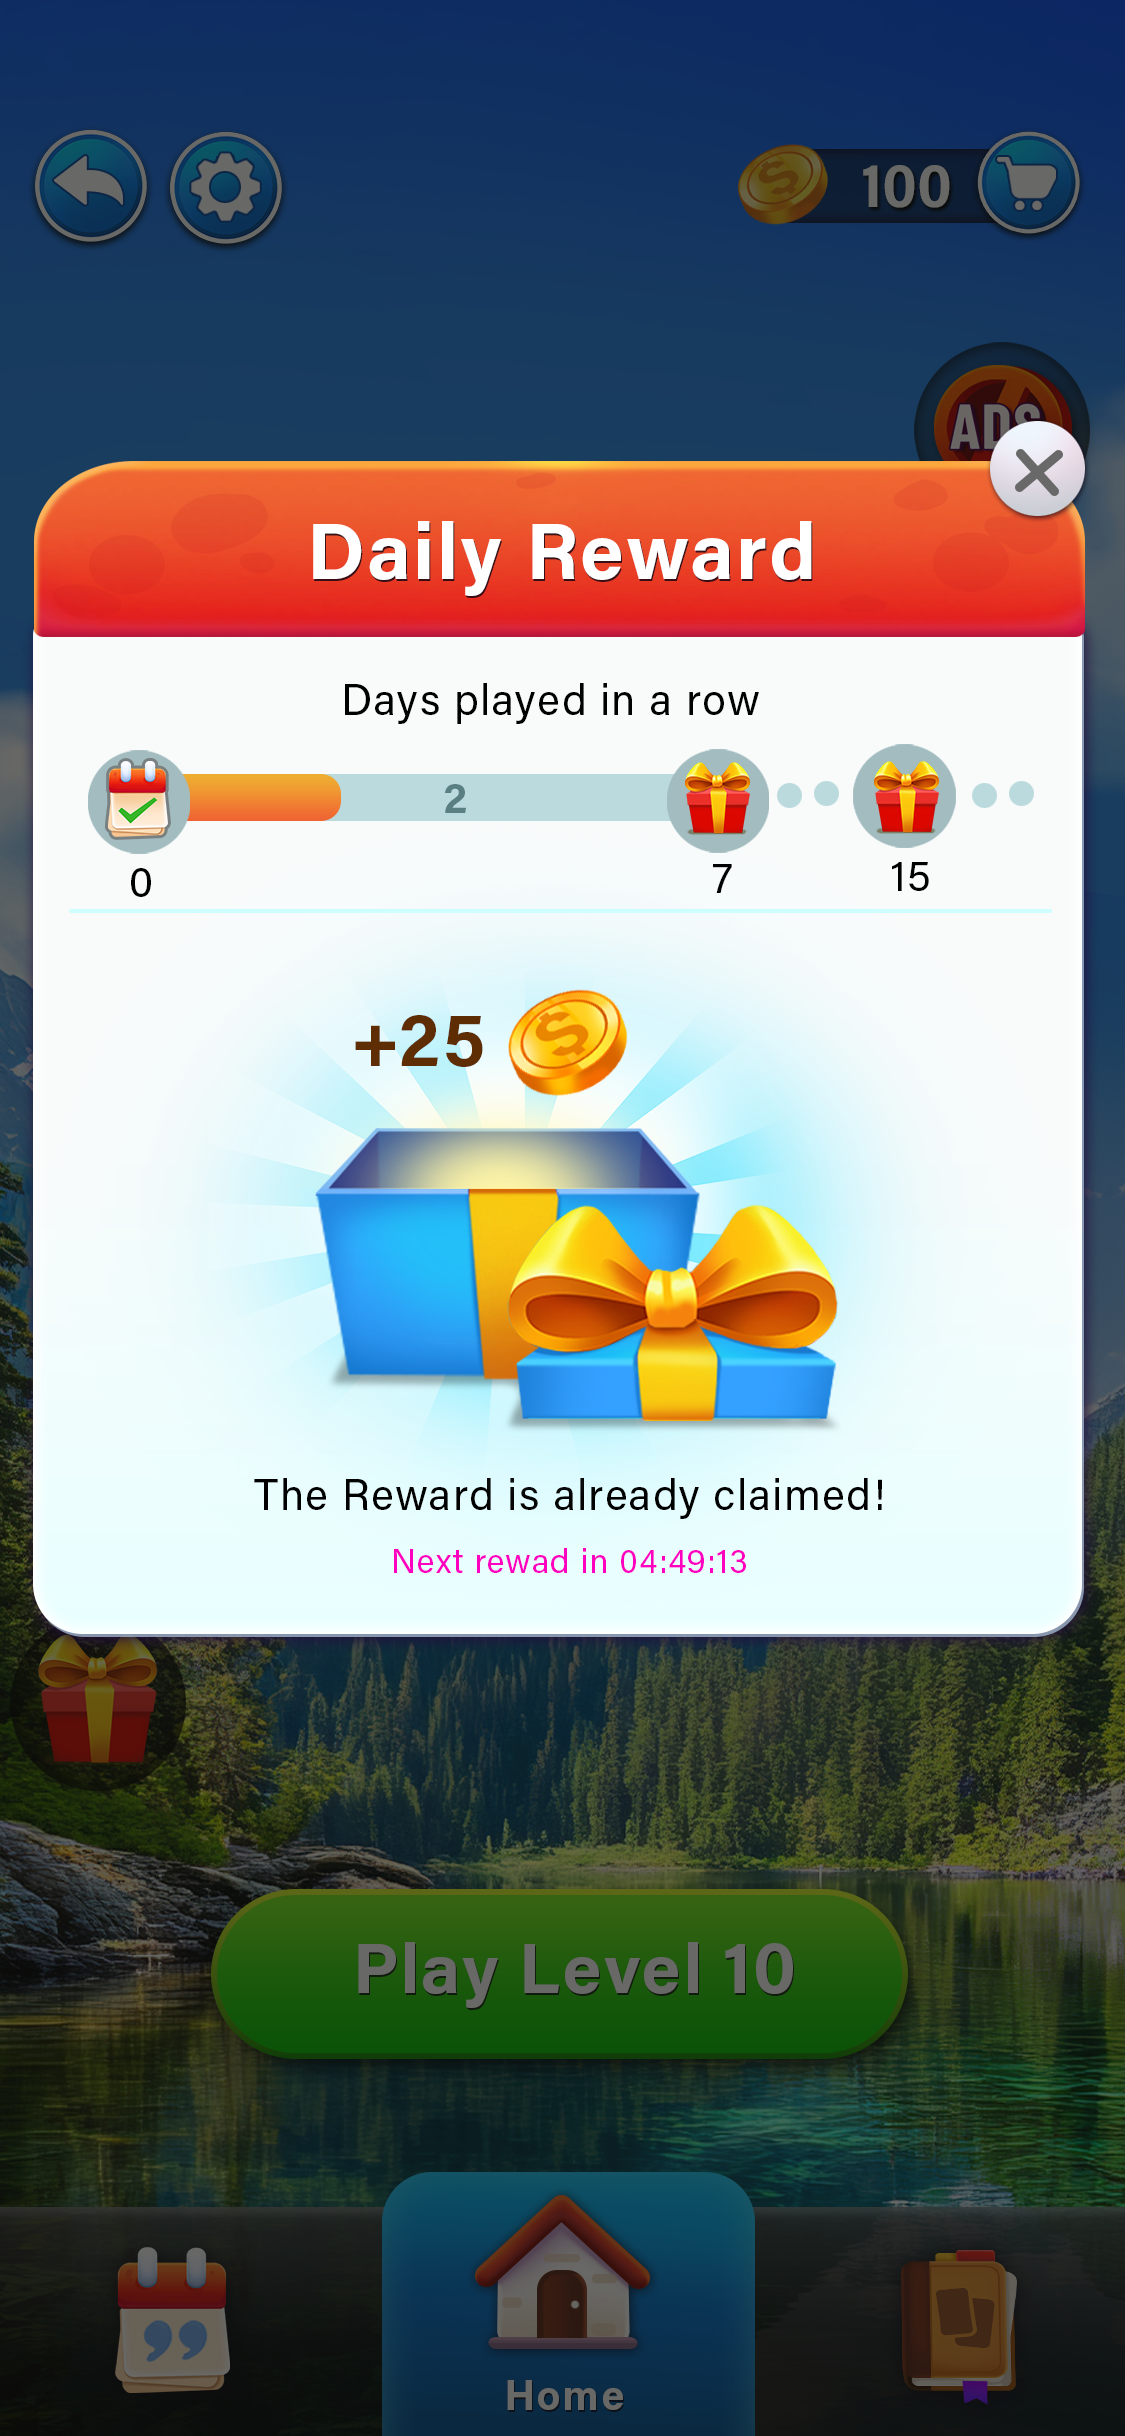 100
ADS
Daily Reward
Days played in a row
2
0
7
15
+25
The Reward is already claimed!
Next rewad in 04:49:13
Play Level 10
Home